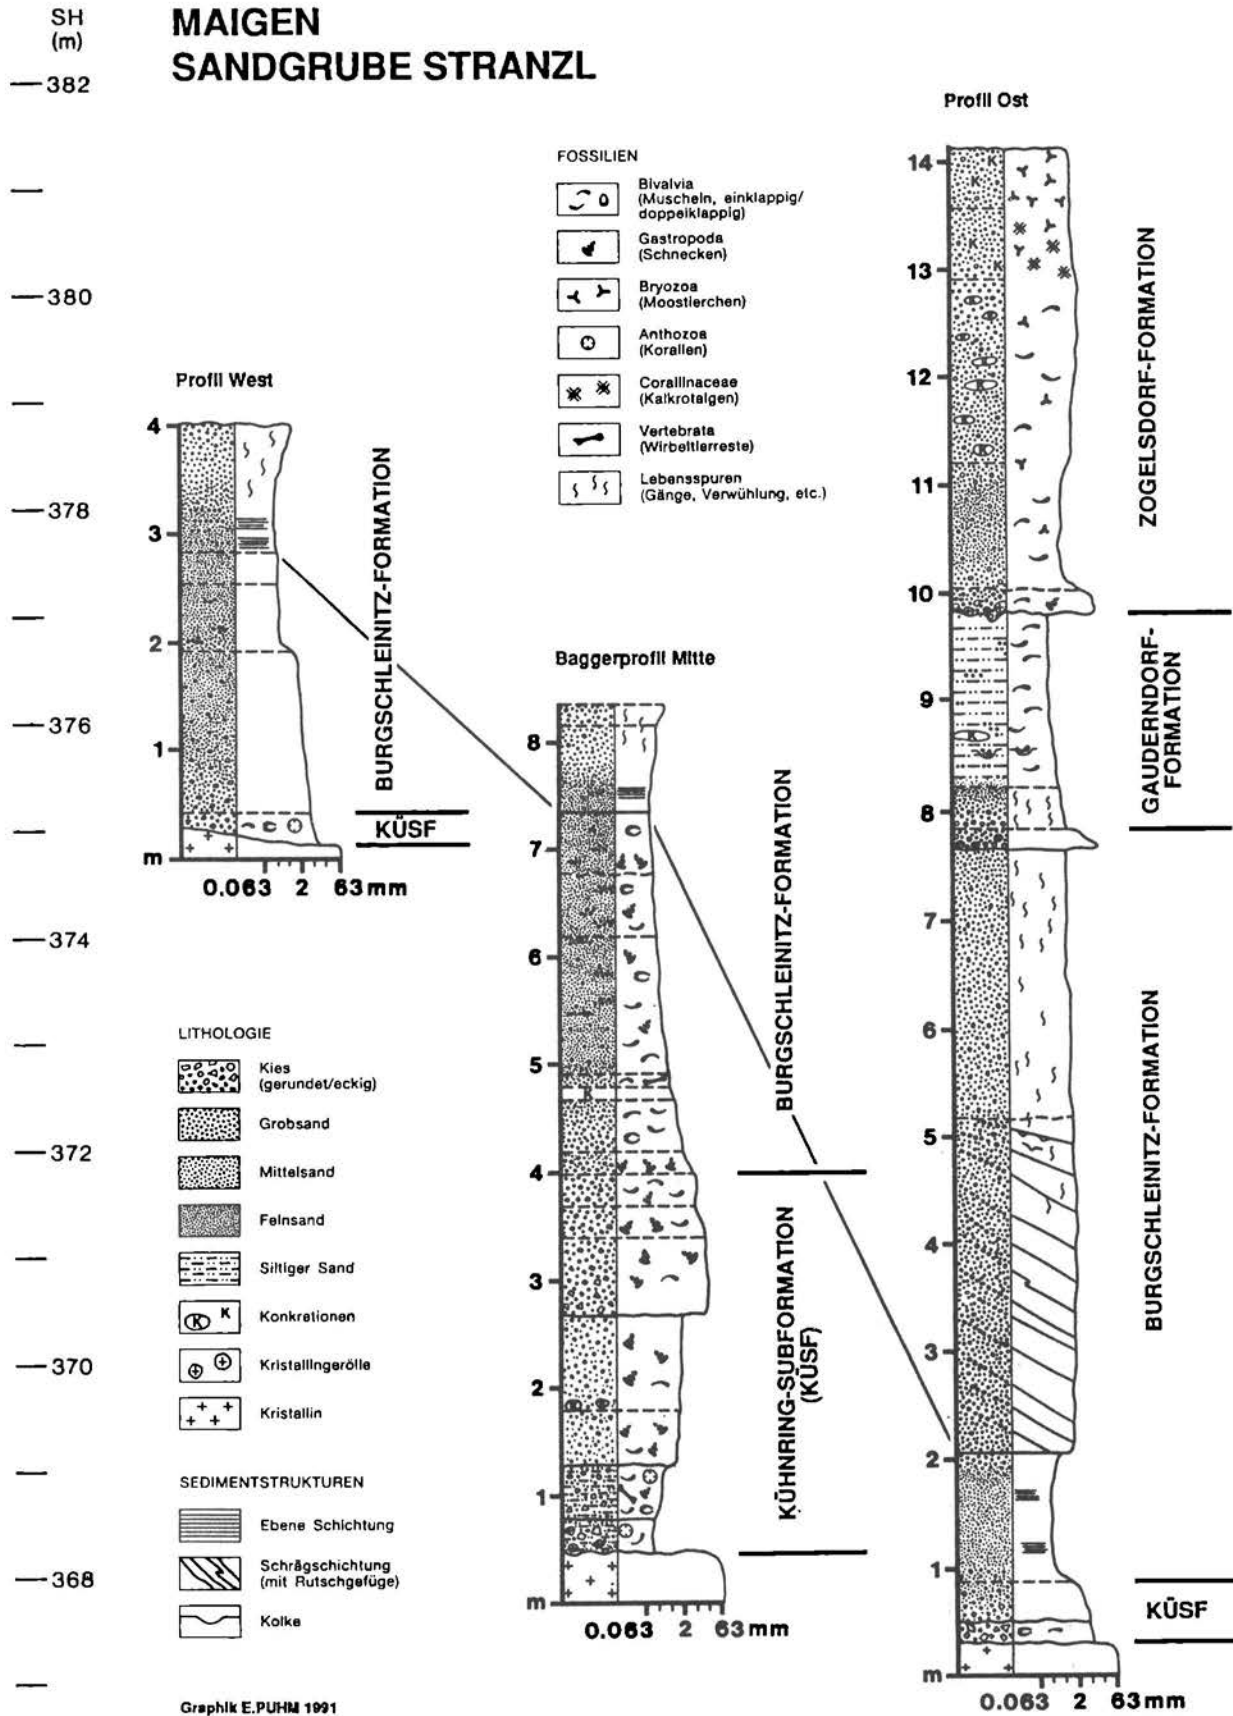 SH
(m)
MAIGEN
SANDGRUBE STRANZL
382
380
378
376
374
372
370
368
Profil West
4
3
2
1
m
0.063 2 63mm
BURGSCHLEINITZ-FORMATION
KÜSF
FOSSILIEN
Bivalvia
(Muscheln, einklappig/
doppelklappig)
Gastropoda
(Schnecken)
Bryozoa
(Moostierchen)
Anthozoa
(Korallen)
Corallinaceae
(Kalkrotalgen)
Vertebrata
(Wirbeltierreste)
Lebensspuren
(Gänge, Verwühlung, etc.)
Baggerprofil Mitte
8
7
6
5
4
3
2
1
m
K
0.063 2 63mm
BURGSCHLEINITZ-FORMATION
KÜHNRING-SUBFORMATION
(KÜSF)
Profil Ost
14
13
12
11
10
9
8
7
6
5
4
3
2
1
m
K
K
K
K
K
K
K
K
0.063 2 63mm
ZOGELSDORF-FORMATION
GAUDERNDORF-
FORMATION
BURGSCHLEINITZ-FORMATION
KÜSF
LITHOLOGIE
Kies
(gerundet/eckig)
Grobsand
Mittelsand
Feinsand
Siltiger Sand
K K Konkretionen
Kristallingerölle
Kristallin
SEDIMENTSTRUKTUREN
Ebene Schichtung
Schrägschichtung
(mit Rutschgefüge)
Kolke
Graphik E.PUHM 1991